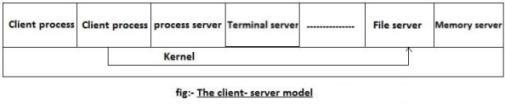 Client process Client process process server Terminal server --------------- File server Memory server
Kernel
fig:- The client- server model